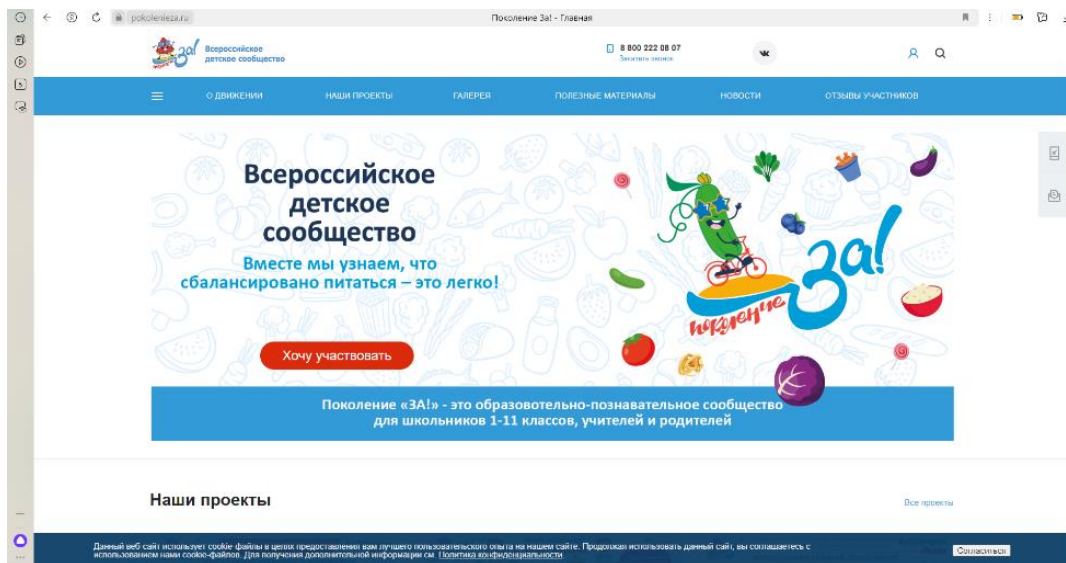 pokolenieza.ru
Поколение За! - Главная
поколение
за!
Всероссийское
детское сообщество
8 800 222 08 07
Заказать звонок
О ДВИЖЕНИИ НАШИ ПРОЕКТЫ ГАЛЕРЕЯ ПОЛЕЗНЫЕ МАТЕРИАЛЫ НОВОСТИ ОТЗЫВЫ УЧАСТНИКОВ
Всероссийское
детское
сообщество
Вместе мы узнаем, что
сбалансировано питаться – это легко!
за!
поколение
Хочу участвовать
Поколение «ЗА!» - это образовотельно-познавательное сообщество
для школьников 1-11 классов, учителей и родителей
Наши проекты
Все проекты
Данный веб сайт использует cookie файлы в целях предоставления вам лучшего пользовательского опыта на нашем сайте. Продолжая использовать данный сайт, вы соглашаетесь с
использованием нами cookie-файлов. Для получения дополнительной информации см. Политика конфиденциальности
Согласиться